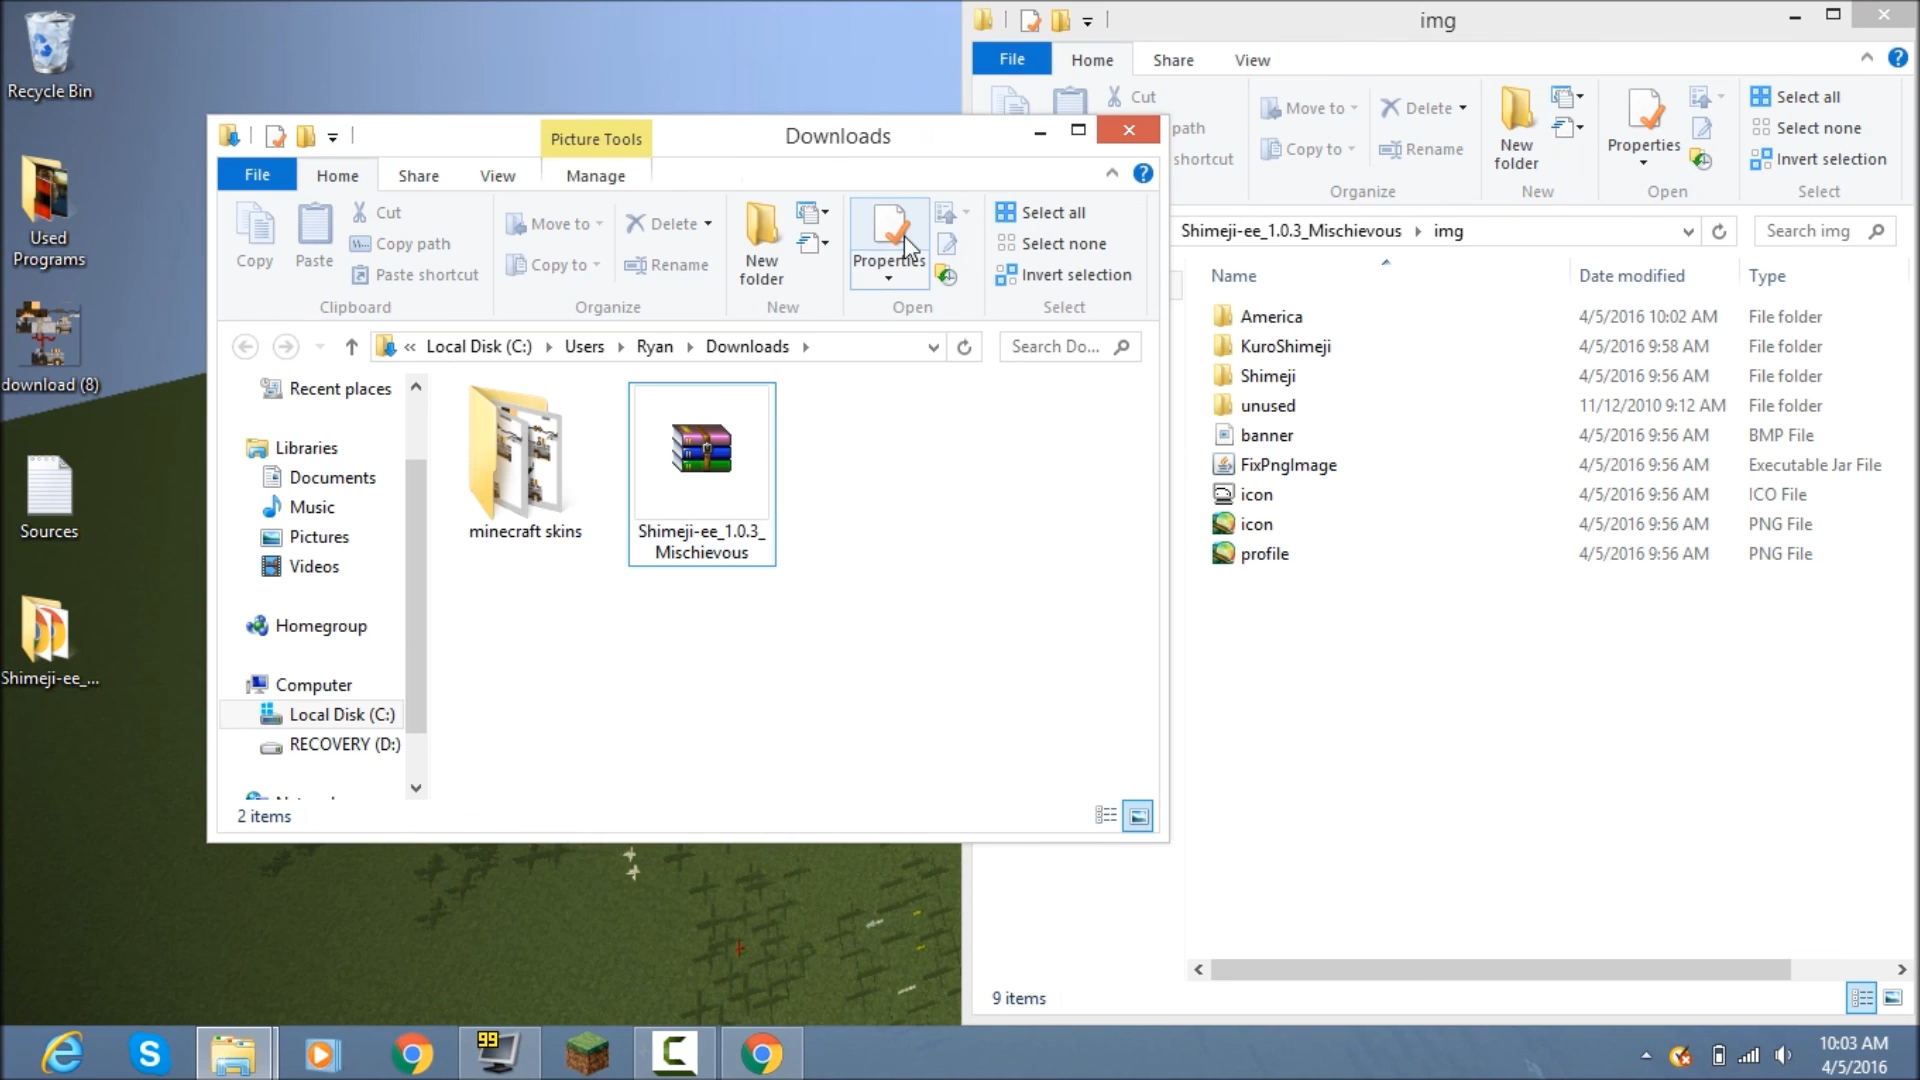 Recycle Bin
Used
Programs
download (8)
Sources
Shimeji-ee_...
img
File
Home
Share
View
Cut
path
shortcut
Move to
Copy to
Delete
Rename
Organize
New
folder
New
Properties
Open
Select all
Select none
Invert selection
Select
Shimeji-ee_1.0.3_Mischievous
img
Search img
Name
Date modified
Type
America
4/5/2016 10:02 AM
File folder
KuroShimeji
4/5/2016 9:58 AM
File folder
Shimeji
4/5/2016 9:56 AM
File folder
unused
11/12/2010 9:12 AM
File folder
banner
4/5/2016 9:56 AM
BMP File
FixPngImage
4/5/2016 9:56 AM
Executable Jar File
icon
4/5/2016 9:56 AM
ICO File
icon
4/5/2016 9:56 AM
PNG File
profile
4/5/2016 9:56 AM
PNG File
9 items
Picture Tools
Downloads
File
Home
Share
View
Manage
Copy
Paste
Cut
Copy path
Paste shortcut
Clipboard
Move to
Copy to
Delete
Rename
Organize
New
folder
New
Properties
Open
Select all
Select none
Invert selection
Select
« Local Disk (C:)
Users
Ryan
Downloads
Search Do...
Recent places
Libraries
Documents
Music
Pictures
Videos
Homegroup
Computer
Local Disk (C:)
RECOVERY (D:)
minecraft skins
Shimeji-ee_1.0.3_
Mischievous
2 items
99
10:03 AM
4/5/2016